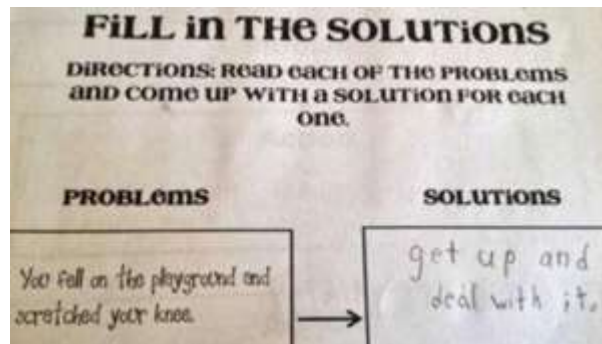 FiLL in THe SOLUTiONS
DiReCTiONS: ReaD eacH OF THe PROBLems
anD come UP WiTH a SOLUTiON FOR eacH
one.
PROBLems
SOLUTiONS
You fell on the playground and
scratched your knee.
get up and
deal with it.